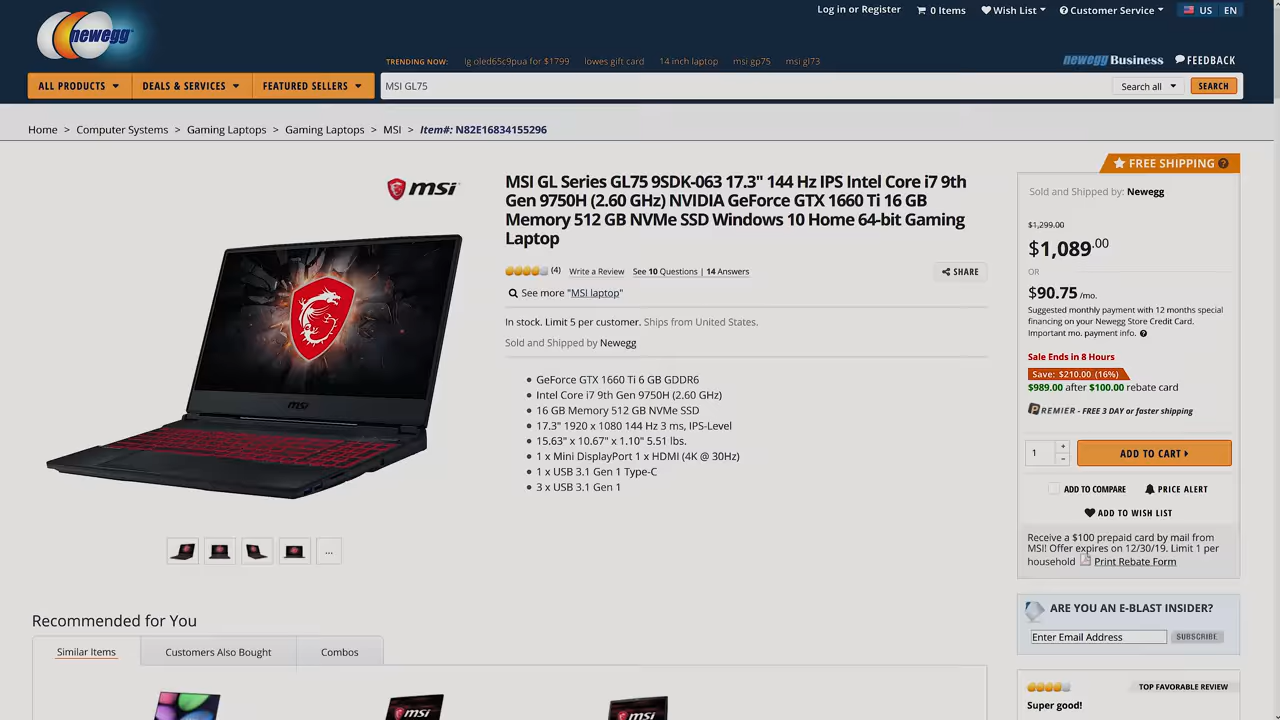 Log in or Register
0 Items
Wish List
Customer Service
US
EN
newegg
TRENDING NOW: lg oled65c9pua for $1799 lowes gift card 14 inch laptop msi gp75 msi gl73
newegg Business
FEEDBACK
ALL PRODUCTS
DEALS & SERVICES
FEATURED SELLERS
MSI GL75
Search all
SEARCH
Home > Computer Systems > Gaming Laptops > Gaming Laptops > MSI > Item#: N82E16834155296
FREE SHIPPING ?
msi
MSI GL Series GL75 9SDK-063 17.3" 144 Hz IPS Intel Core i7 9th
Gen 9750H (2.60 GHz) NVIDIA GeForce GTX 1660 Ti 16 GB
Memory 512 GB NVMe SSD Windows 10 Home 64-bit Gaming
Laptop
(4) Write a Review See 10 Questions | 14 Answers
SHARE
See more "MSI laptop"
In stock. Limit 5 per customer. Ships from United States.
Sold and Shipped by Newegg
GeForce GTX 1660 Ti 6 GB GDDR6
Intel Core i7 9th Gen 9750H (2.60 GHz)
16 GB Memory 512 GB NVMe SSD
17.3" 1920 x 1080 144 Hz 3 ms, IPS-Level
15.63" x 10.67" x 1.10" 5.51 lbs.
1 x Mini DisplayPort 1 x HDMI (4K @ 30Hz)
1 x USB 3.1 Gen 1 Type-C
3 x USB 3.1 Gen 1
msi
...
Sold and Shipped by: Newegg
$1,299.00
$1,089.00
OR
$90.75 /mo.
Suggested monthly payment with 12 months special
financing on your Newegg Store Credit Card.
Important mo. payment info. ?
Sale Ends in 8 Hours
Save: $210.00 (16%)
$989.00 after $100.00 rebate card
PREMIER - FREE 3 DAY or faster shipping
1
+
-
ADD TO CART
ADD TO COMPARE
PRICE ALERT
ADD TO WISH LIST
Receive a $100 prepaid card by mail from
MSI! Offer expires on 12/30/19. Limit 1 per
household Print Rebate Form
ARE YOU AN E-BLAST INSIDER?
Enter Email Address
SUBSCRIBE
TOP FAVORABLE REVIEW
Super good!
Recommended for You
Similar Items
Customers Also Bought
Combos
msi
msi